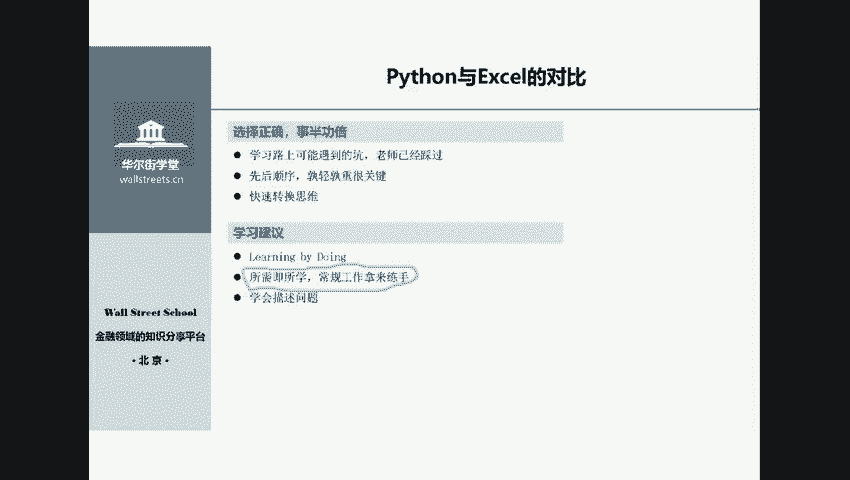 Python与Excel的对比
选择正确，事半功倍
● 学习路上可能遇到的坑，老师已经踩过
● 先后顺序，孰轻孰重很关键
● 快速转换思维
学习建议
● Learning by Doing
● 所需即所学，常规工作拿来练手
● 学会描述问题
华尔街学堂
wallstreets.cn
Wall Street School
金融领域的知识分享平台
·北京·